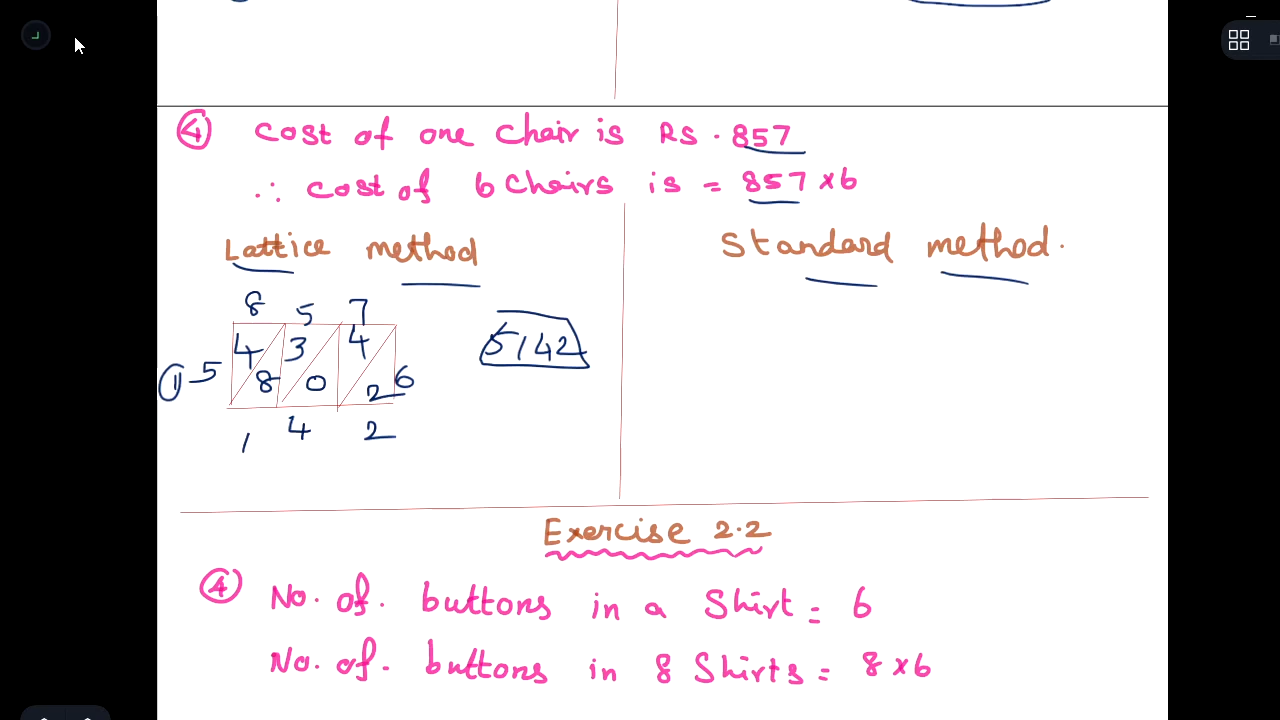 ④ Cost of one chair is Rs. 857
∴ Cost of 6 Chairs is = 857 × 6
Lattice method
8 5 7
4 3 4
① 5 8 0 2 6
1 4 2
5142
Standard method.
Exercise 2.2
④ No. of. buttons in a Shirt = 6
No. of. buttons in 8 Shirts = 8 × 6